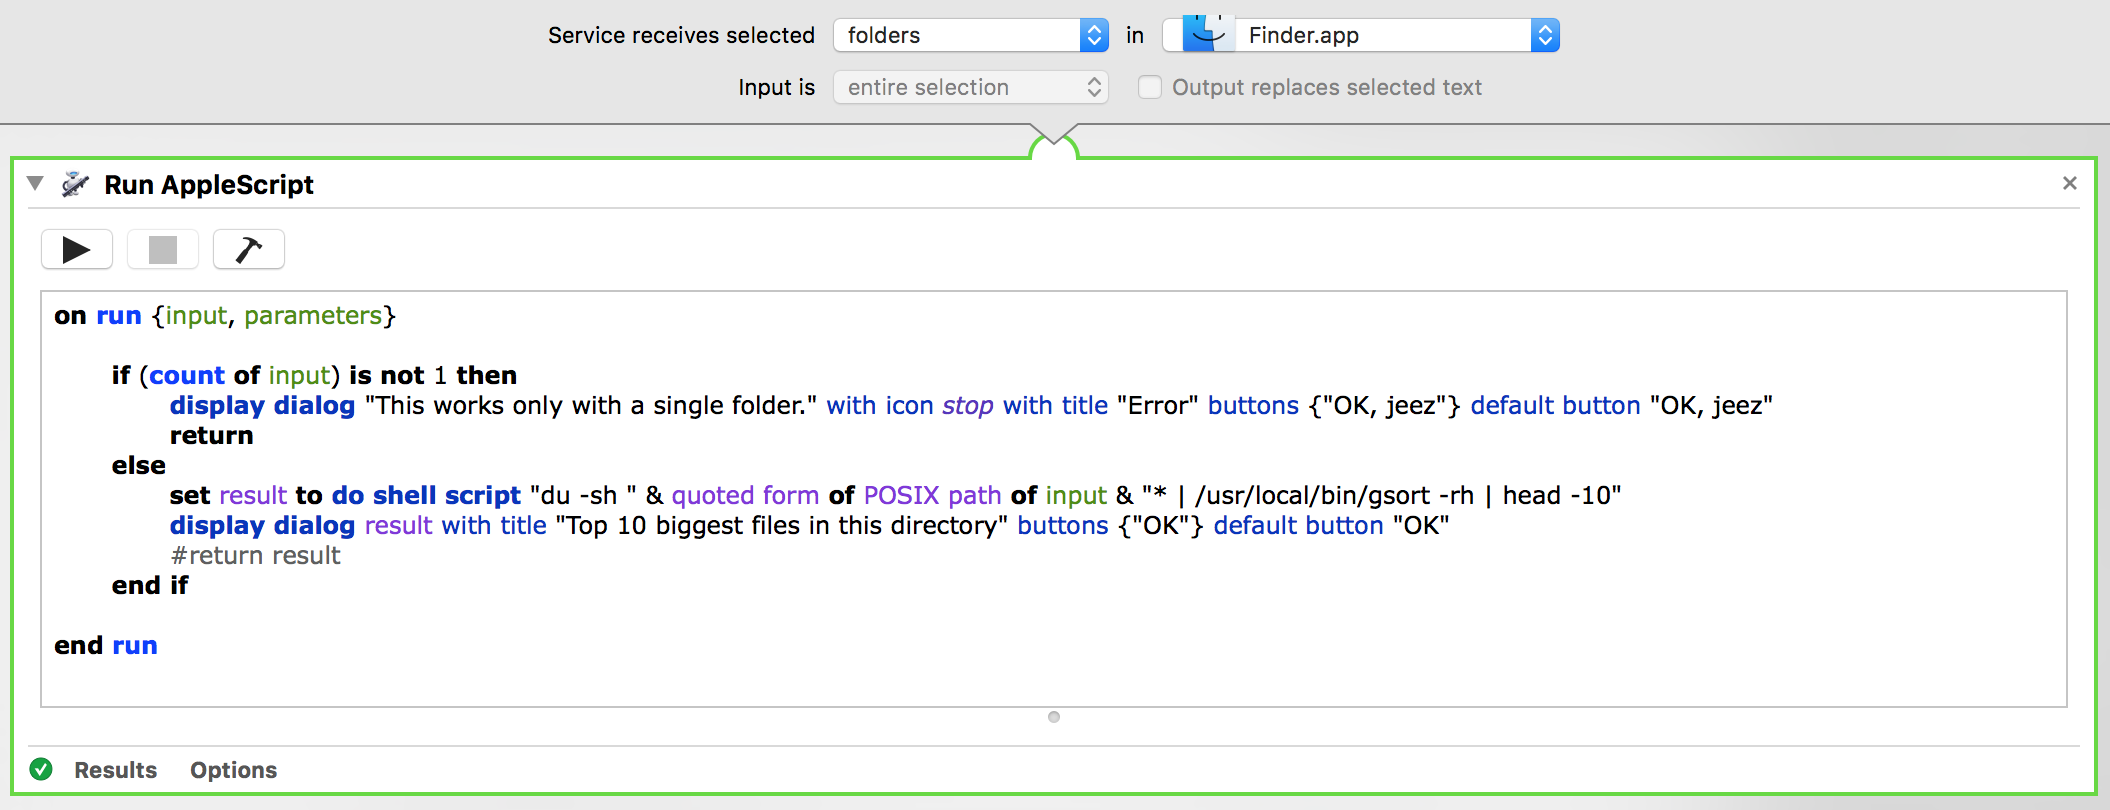 Service receives selected folders in Finder.app
Input is entire selection Output replaces selected text
Run AppleScript
on run {input, parameters}
if (count of input) is not 1 then
display dialog "This works only with a single folder." with icon stop with title "Error" buttons {"OK, jeez"} default button "OK, jeez"
return
else
set result to do shell script "du -sh " & quoted form of POSIX path of input & "* | /usr/local/bin/gsort -rh | head -10"
display dialog result with title "Top 10 biggest files in this directory" buttons {"OK"} default button "OK"
#return result
end if
end run
Results Options